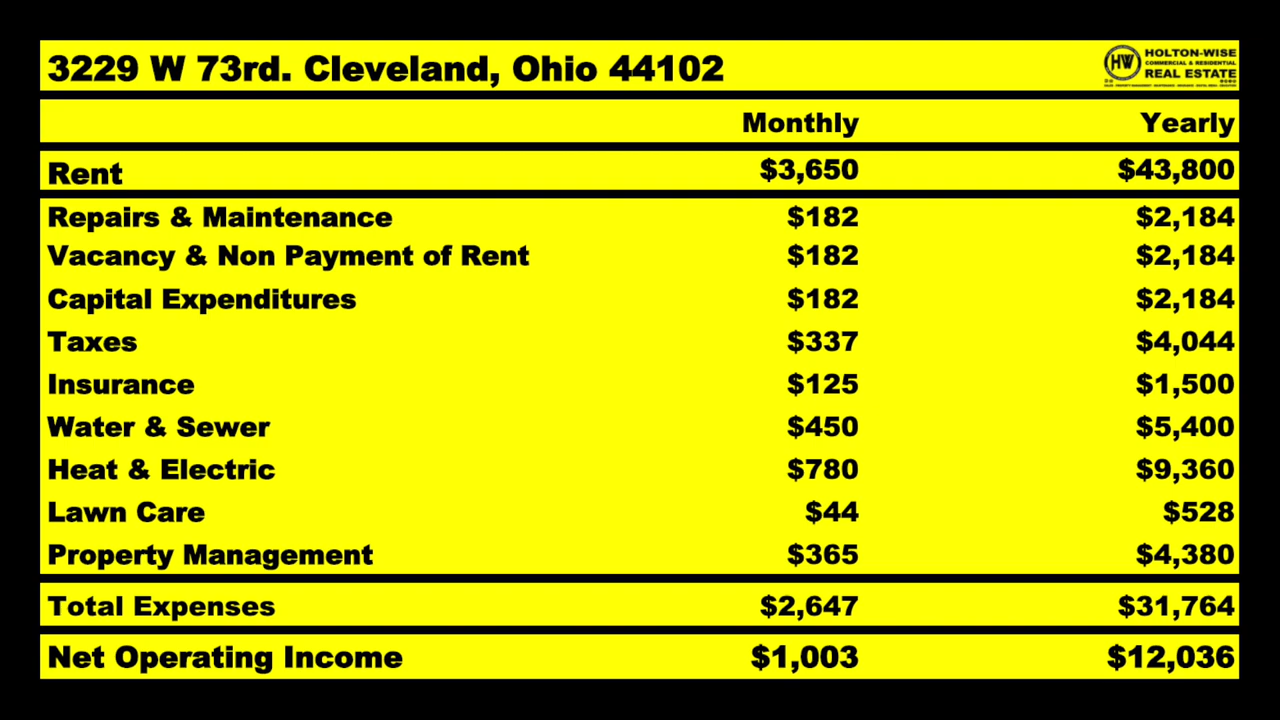 3229 W 73rd. Cleveland, Ohio 44102
HW
HOLTON-WISE
COMMERCIAL & RESIDENTIAL
REAL ESTATE
Monthly Yearly
Rent $3,650 $43,800
Repairs & Maintenance $182 $2,184
Vacancy & Non Payment of Rent $182 $2,184
Capital Expenditures $182 $2,184
Taxes $337 $4,044
Insurance $125 $1,500
Water & Sewer $450 $5,400
Heat & Electric $780 $9,360
Lawn Care $44 $528
Property Management $365 $4,380
Total Expenses $2,647 $31,764
Net Operating Income $1,003 $12,036